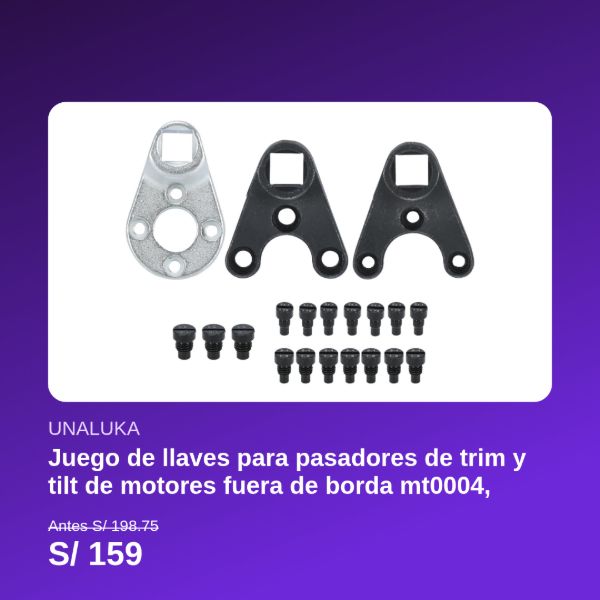 UNALUKA
Juego de llaves para pasadores de trim y
tilt de motores fuera de borda mt0004,
Antes S/ 198.75
S/ 159